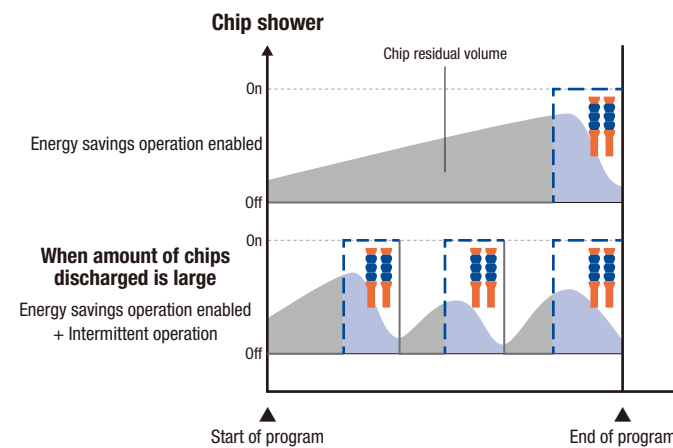 Chip shower
Chip residual volume
On
Energy savings operation enabled
Off
On
When amount of chips
discharged is large
Energy savings operation enabled
+ Intermittent operation
Off
Start of program
End of program